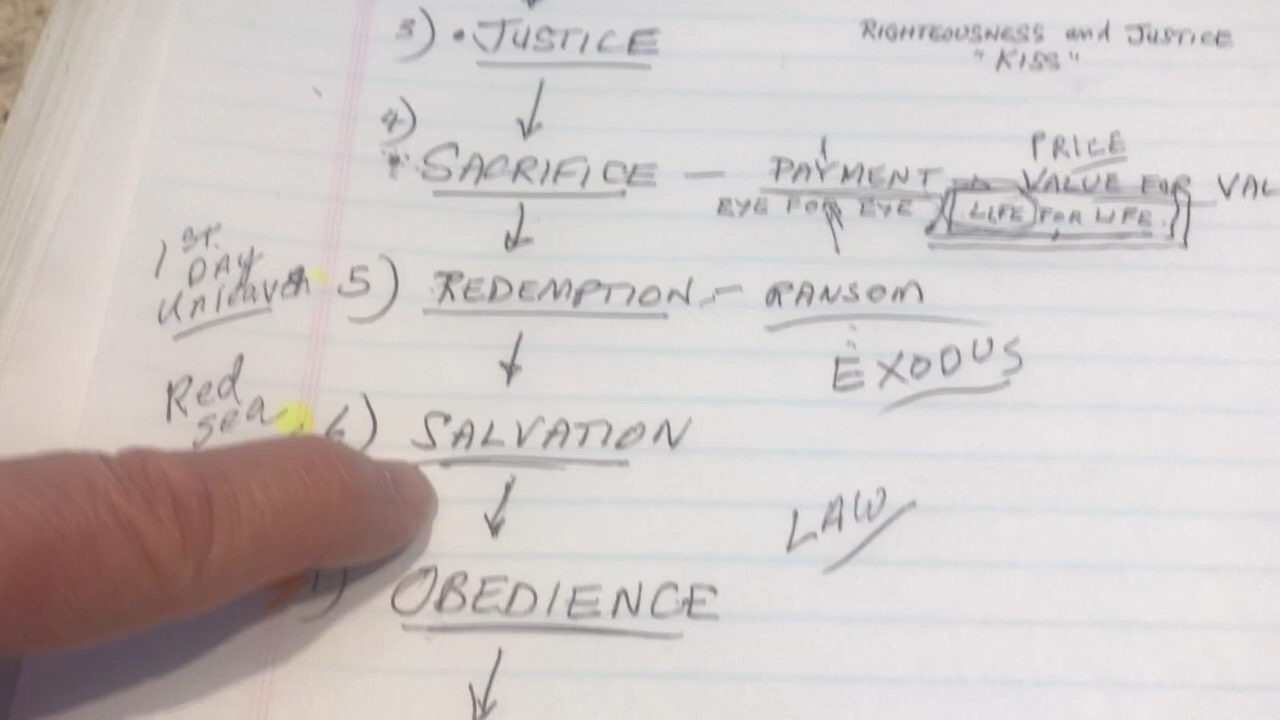 3) • JUSTICE
RIGHTEOUSNESS and JUSTICE
"KISS"
4)
SACRIFICE — PAYMENT
PRICE
VALUE FOR VAL
EYE FOR EYE
LIFE FOR LIFE
1ST.
DAY
5) REDEMPTION - RANSOM
EXODUS
Red
Sea
6) SALVATION
LAW
) OBEDIENCE